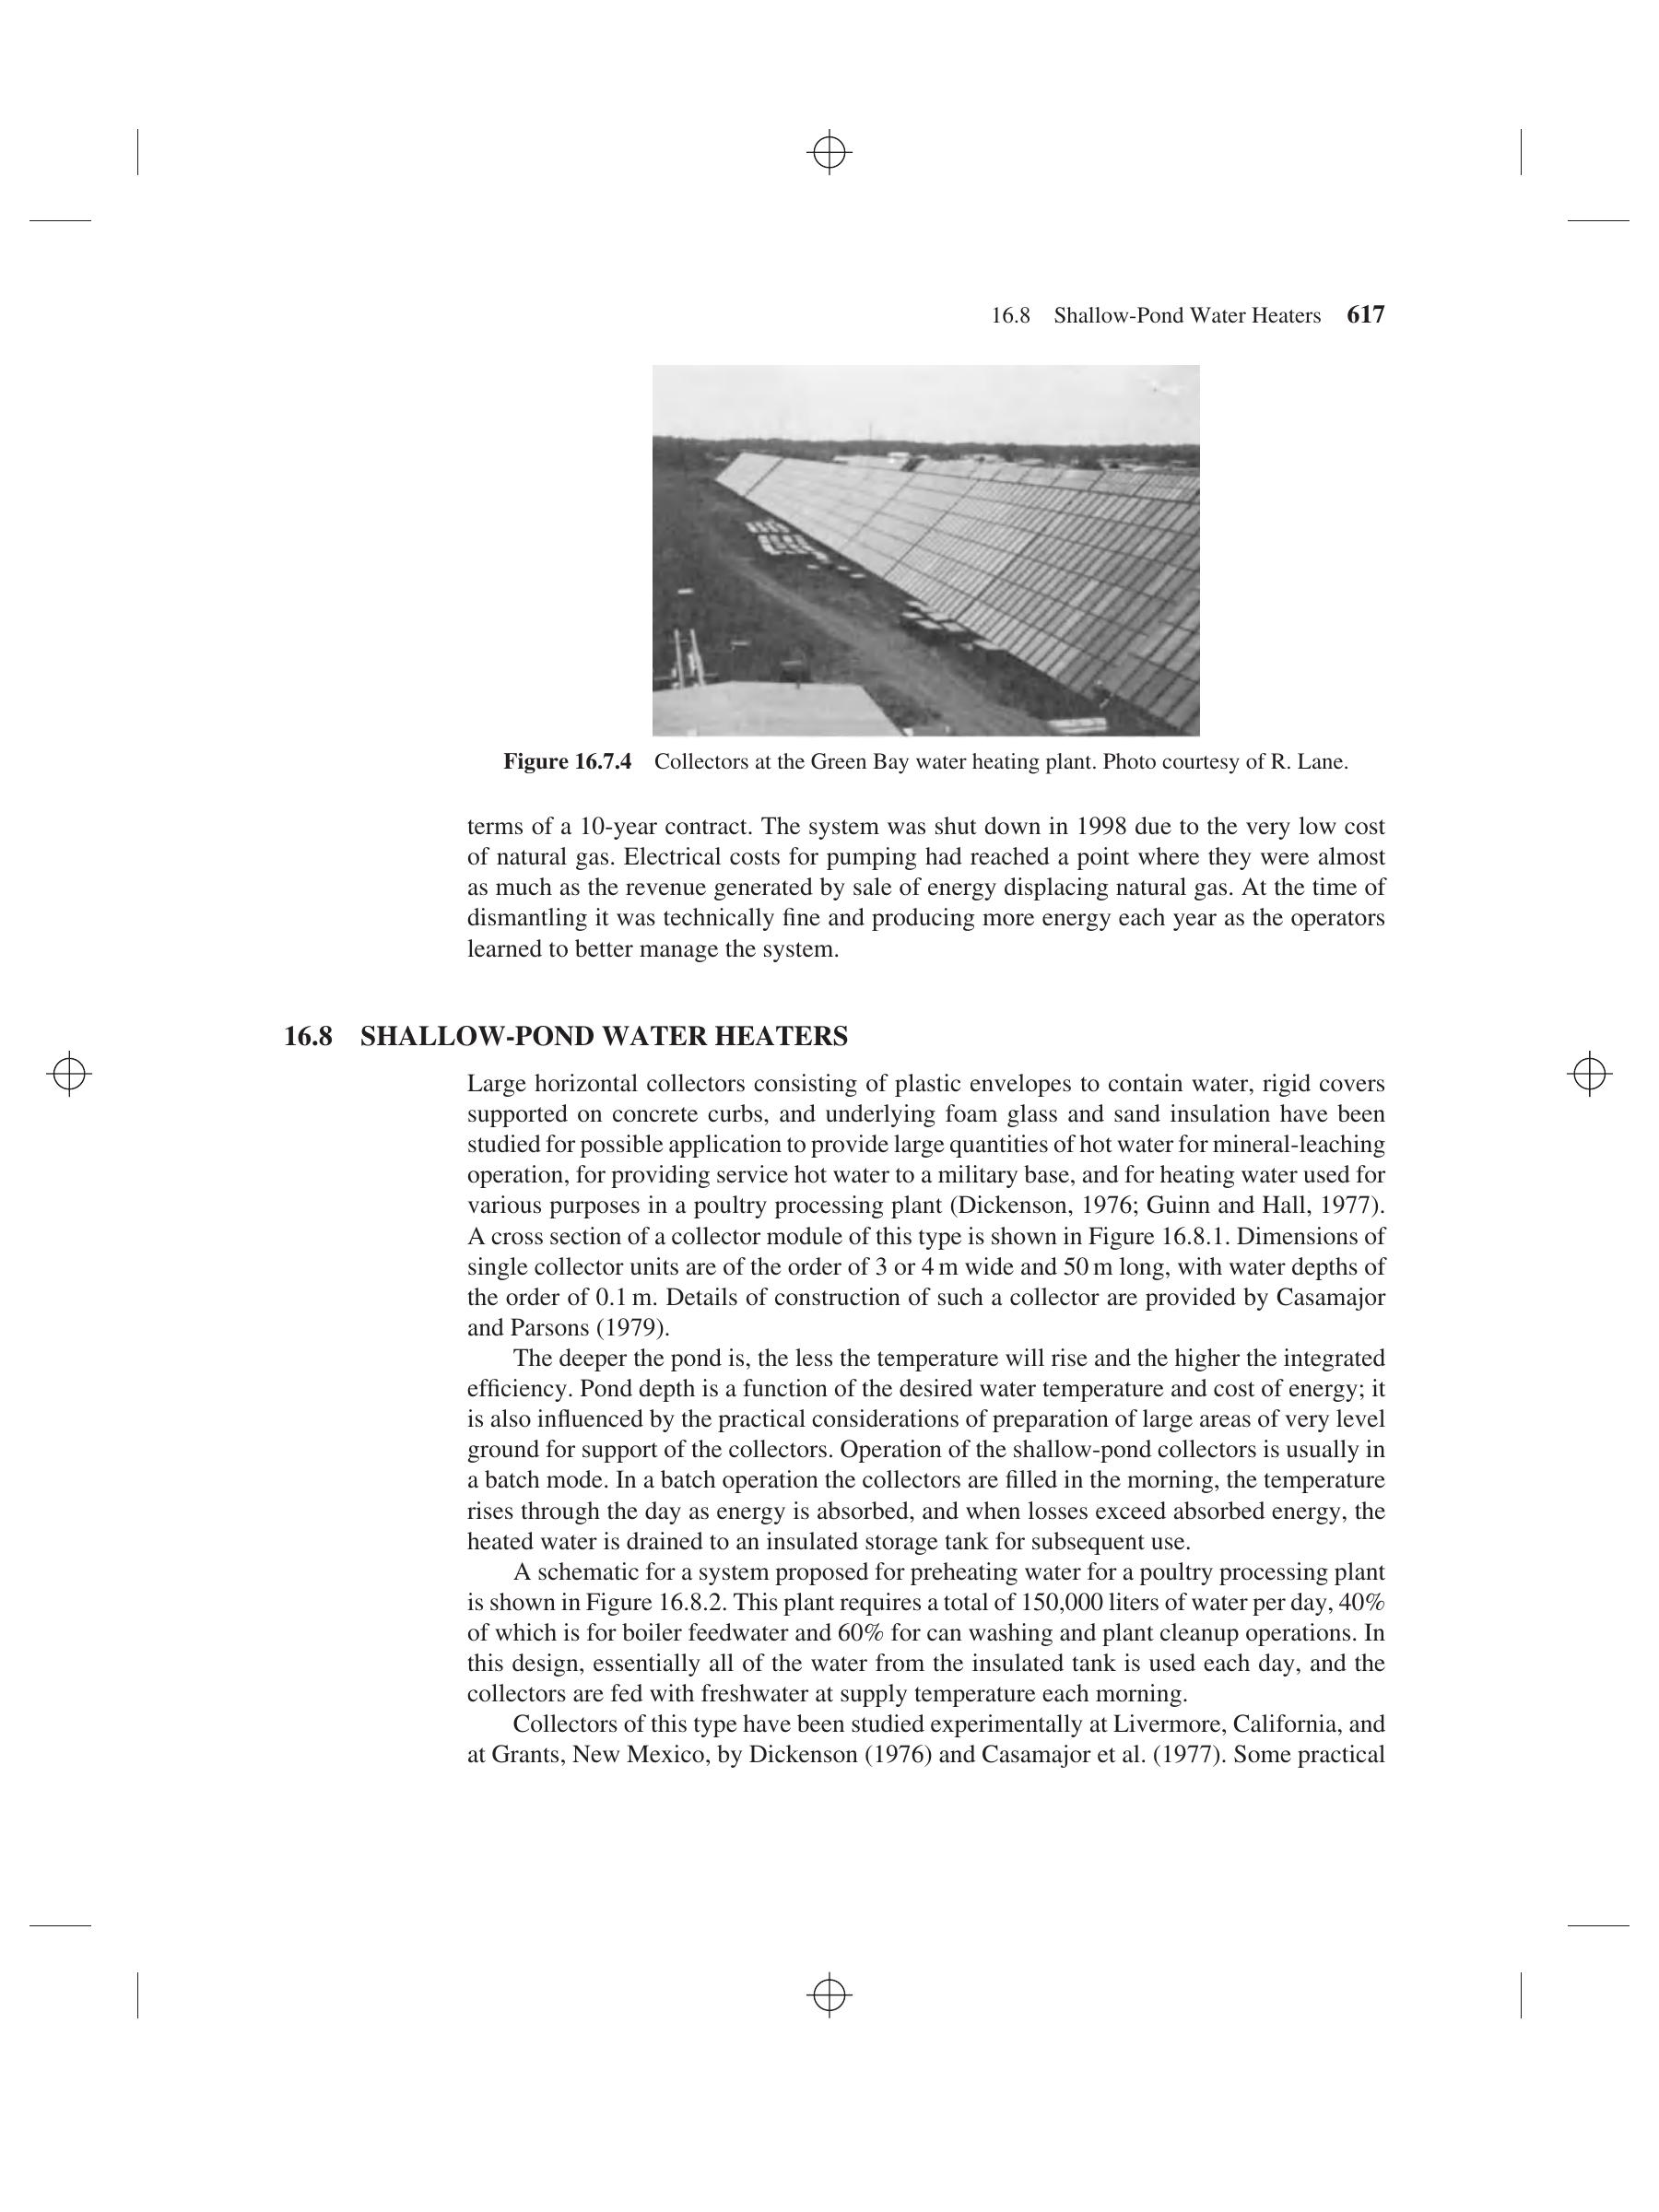 16.8 Shallow-Pond Water Heaters 617
Figure 16.7.4 Collectors at the Green Bay water heating plant. Photo courtesy of R. Lane.
terms of a 10-year contract. The system was shut down in 1998 due to the very low cost
of natural gas. Electrical costs for pumping had reached a point where they were almost
as much as the revenue generated by sale of energy displacing natural gas. At the time of
dismantling it was technically fine and producing more energy each year as the operators
learned to better manage the system.
16.8 SHALLOW-POND WATER HEATERS
Large horizontal collectors consisting of plastic envelopes to contain water, rigid covers
supported on concrete curbs, and underlying foam glass and sand insulation have been
studied for possible application to provide large quantities of hot water for mineral-leaching
operation, for providing service hot water to a military base, and for heating water used for
various purposes in a poultry processing plant (Dickenson, 1976; Guinn and Hall, 1977).
A cross section of a collector module of this type is shown in Figure 16.8.1. Dimensions of
single collector units are of the order of 3 or 4 m wide and 50 m long, with water depths of
the order of 0.1 m. Details of construction of such a collector are provided by Casamajor
and Parsons (1979).
The deeper the pond is, the less the temperature will rise and the higher the integrated
efficiency. Pond depth is a function of the desired water temperature and cost of energy; it
is also influenced by the practical considerations of preparation of large areas of very level
ground for support of the collectors. Operation of the shallow-pond collectors is usually in
a batch mode. In a batch operation the collectors are filled in the morning, the temperature
rises through the day as energy is absorbed, and when losses exceed absorbed energy, the
heated water is drained to an insulated storage tank for subsequent use.
A schematic for a system proposed for preheating water for a poultry processing plant
is shown in Figure 16.8.2. This plant requires a total of 150,000 liters of water per day, 40%
of which is for boiler feedwater and 60% for can washing and plant cleanup operations. In
this design, essentially all of the water from the insulated tank is used each day, and the
collectors are fed with freshwater at supply temperature each morning.
Collectors of this type have been studied experimentally at Livermore, California, and
at Grants, New Mexico, by Dickenson (1976) and Casamajor et al. (1977). Some practical